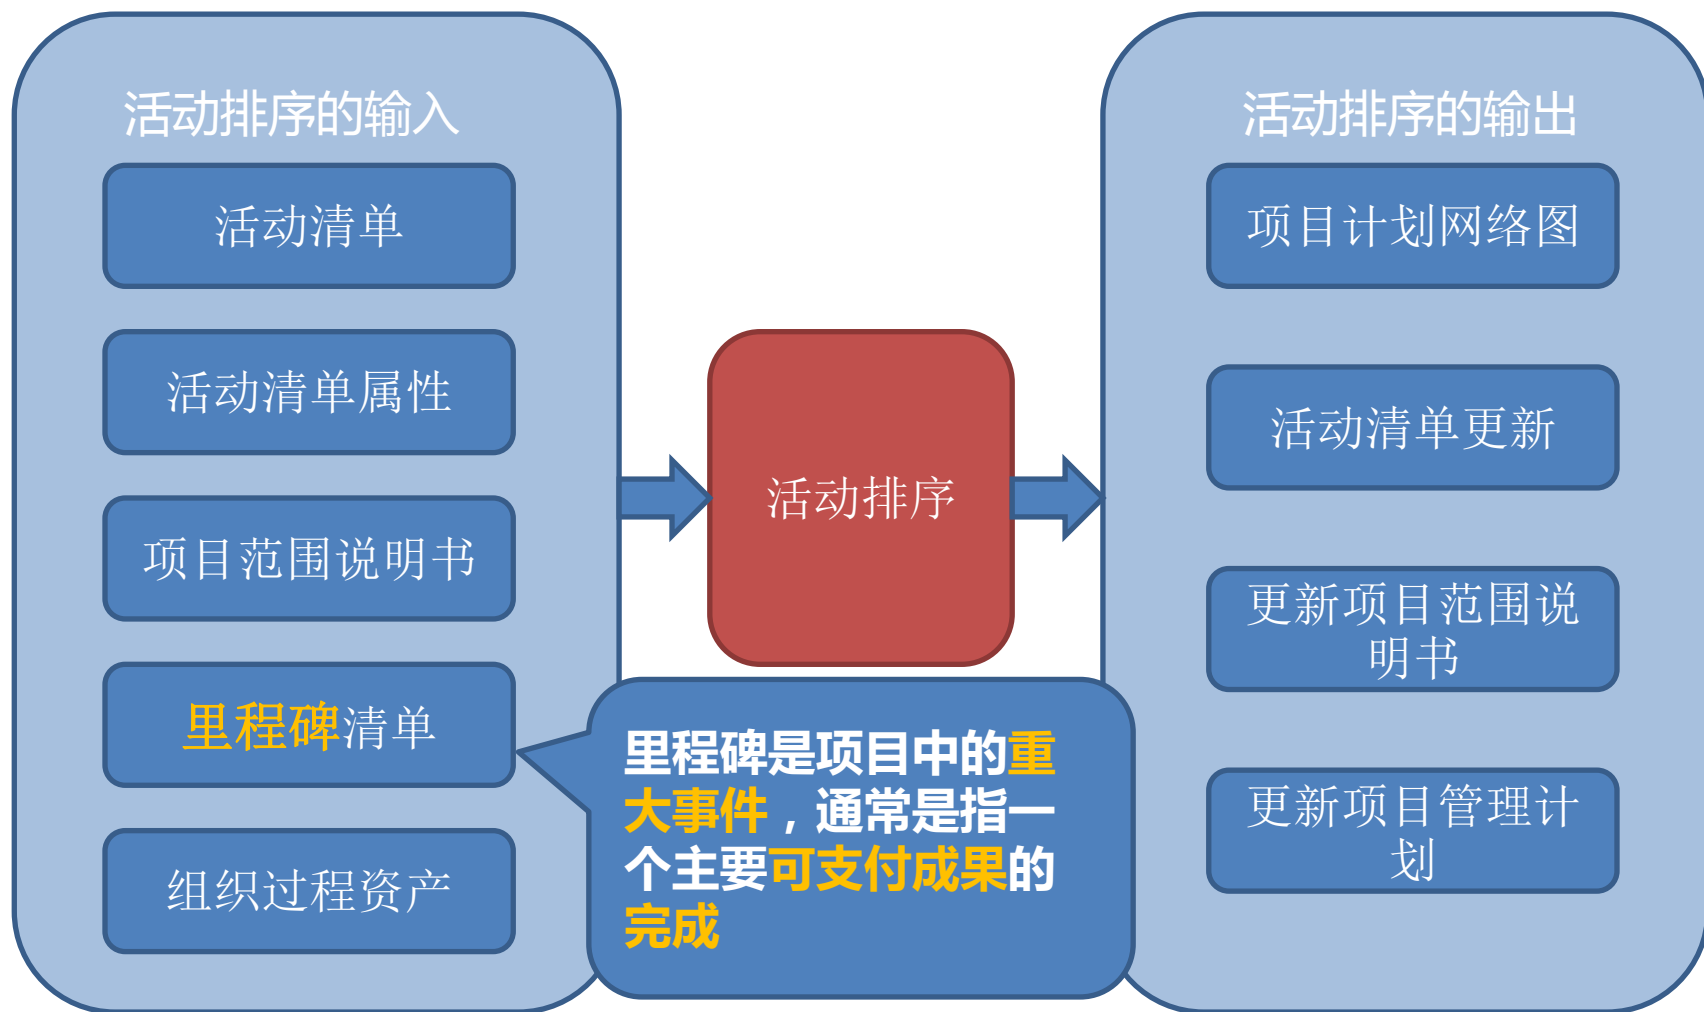 活动排序的输入
活动清单
活动清单属性
项目范围说明书
里程碑清单
组织过程资产
活动排序
里程碑是项目中的重
大事件，通常是指一
个主要可支付成果的
完成
活动排序的输出
项目计划网络图
活动清单更新
更新项目范围说
明书
更新项目管理计
划